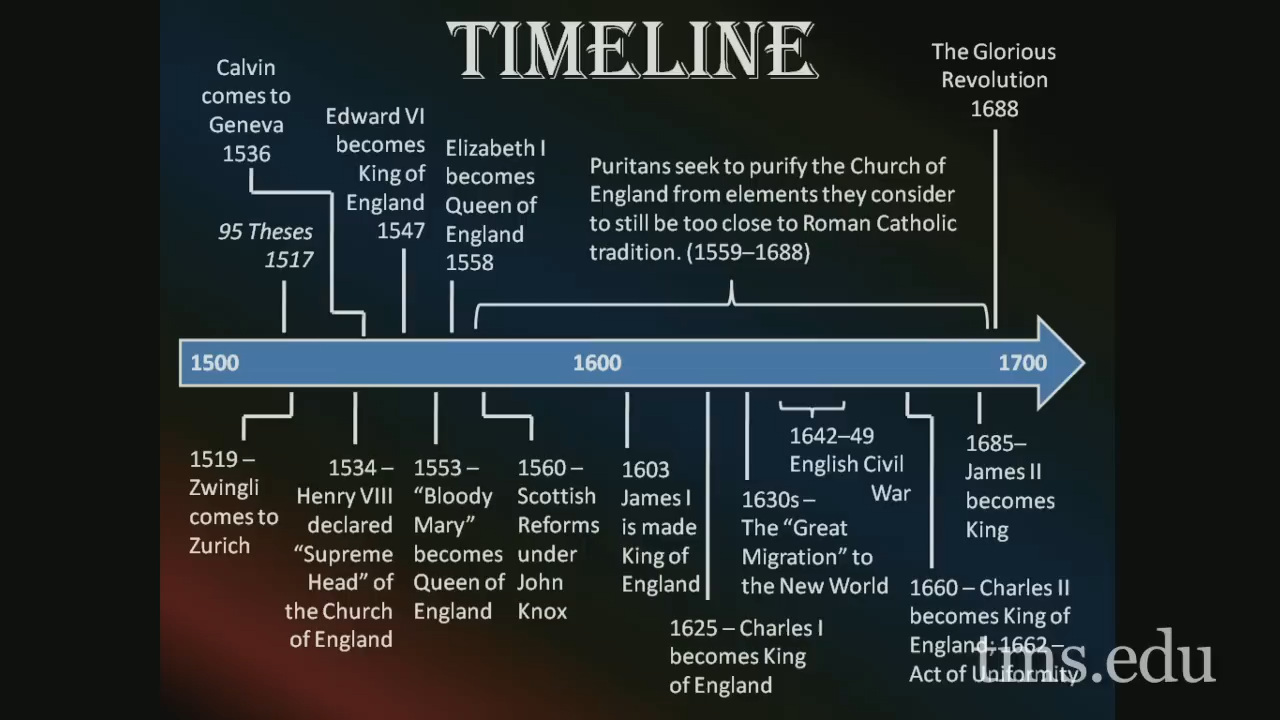 TIMELINE
Calvin
comes to
Geneva
1536
95 Theses
1517
Edward VI
becomes
King of
England
1547
Elizabeth I
becomes
Queen of
England
1558
Puritans seek to purify the Church of
England from elements they consider
to still be too close to Roman Catholic
tradition. (1559–1688)
The Glorious
Revolution
1688
1500
1600
1700
1519 –
Zwingli
comes to
Zurich
1534 –
Henry VIII
declared
“Supreme
Head” of
the Church
of England
1553 –
“Bloody
Mary”
becomes
Queen of
England
1560 –
Scottish
Reforms
under
John
Knox
1603
James I
is made
King of
England
1625 – Charles I
becomes King
of England
1630s –
The “Great
Migration” to
the New World
1642–49
English Civil
War
1660 – Charles II
becomes King of
England; 1662 –
Act of Uniformity
1685–
James II
becomes
King
tms.edu